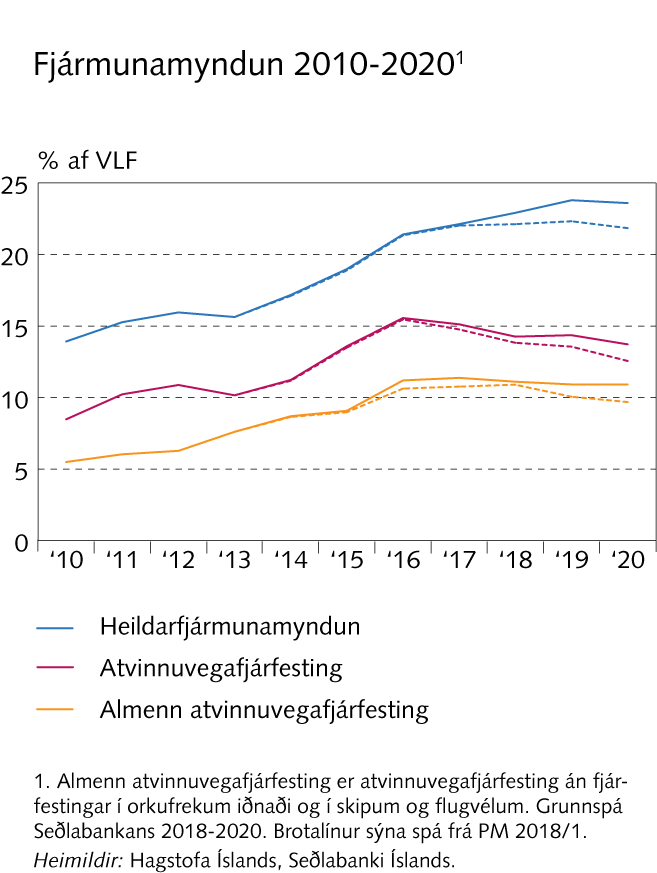 Fjármunamyndun 2010-2020¹
% af VLF
25
20
15
10
5
0
‘10 ‘11 ‘12 ‘13 ‘14 ‘15 ‘16 ‘17 ‘18 ‘19 ‘20
Heildarfjármunamyndun
Atvinnuvegafjárfesting
Almenn atvinnuvegafjárfesting
1. Almenn atvinnuvegafjárfesting er atvinnuvegafjárfesting án fjár-
festingar í orkufrekum iðnaði og í skipum og flugvélum. Grunnspá
Seðlabankans 2018-2020. Brotalínur sýna spá frá PM 2018/1.
Heimildir: Hagstofa Íslands, Seðlabanki Íslands.